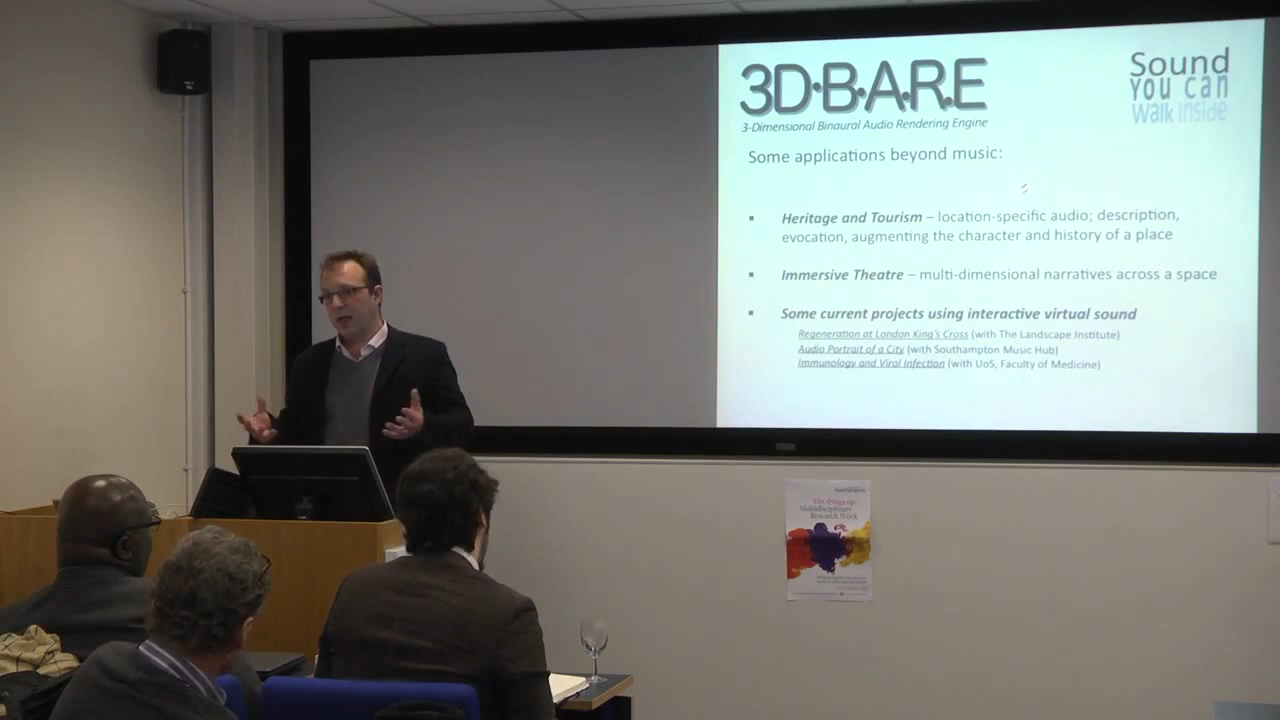 3D·B·A·R·E
3-Dimensional Binaural Audio Rendering Engine
Sound
you can
Walk Inside
Some applications beyond music:
▪ Heritage and Tourism – location-specific audio; description,
evocation, augmenting the character and history of a place
▪ Immersive Theatre – multi-dimensional narratives across a space
▪ Some current projects using interactive virtual sound
Regeneration at London King's Cross (with The Landscape Institute)
Audio Portrait of a City (with Southampton Music Hub)
Immunology and Viral Infection (with UoS, Faculty of Medicine)
Southampton
Mix things up.
Multidisciplinary
Research Week